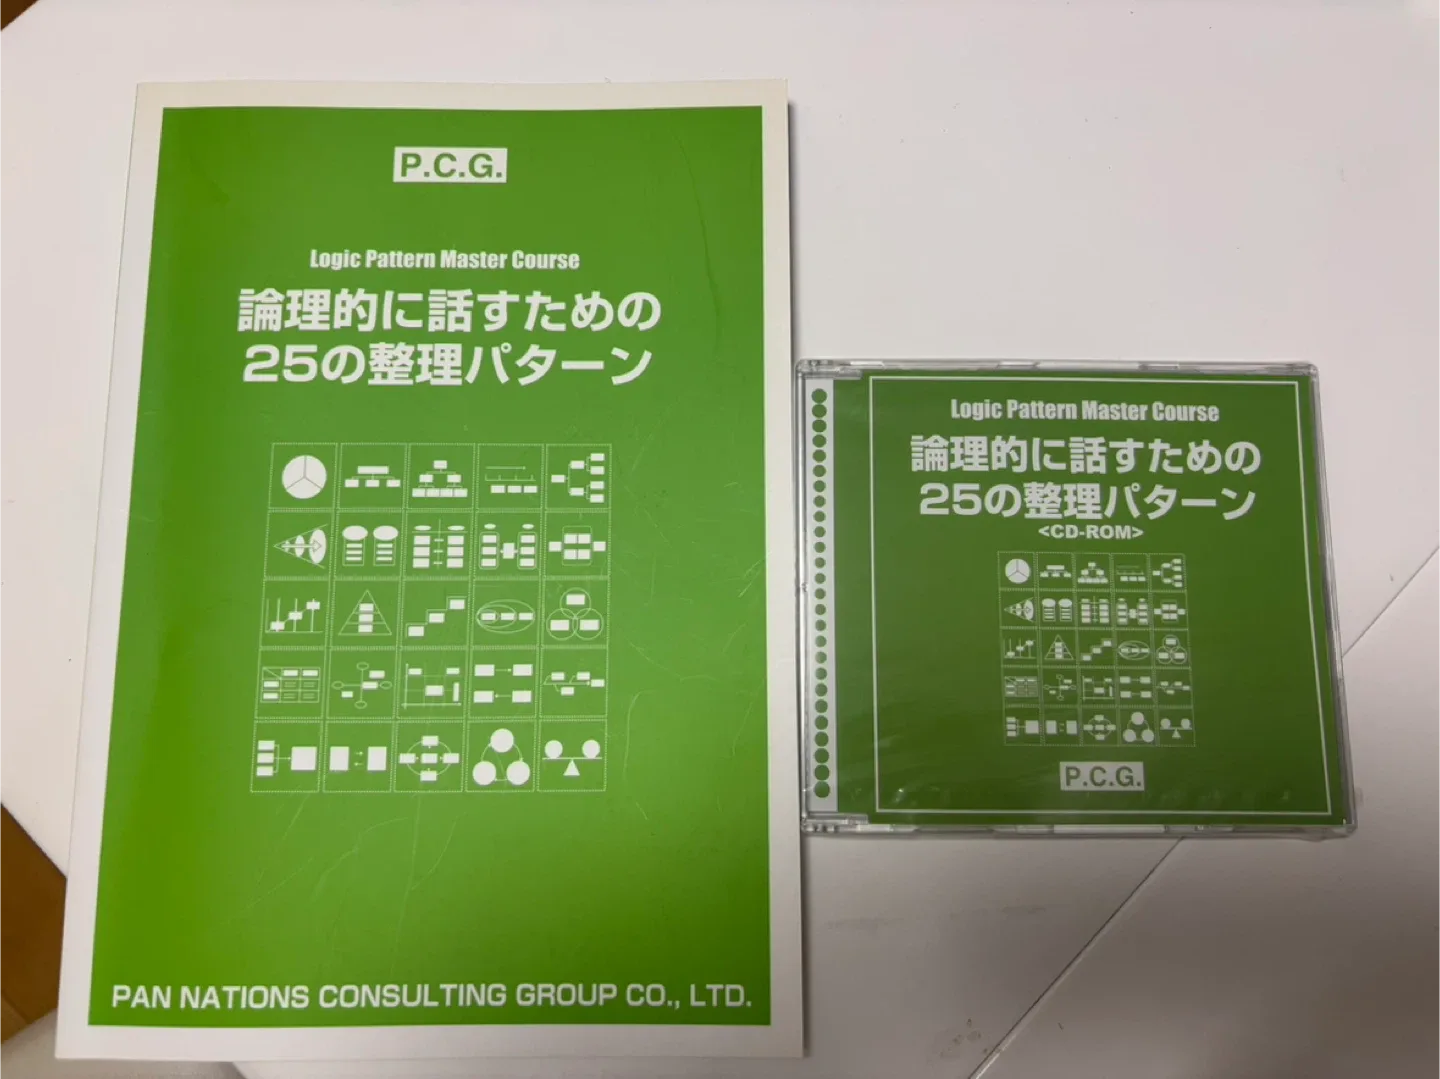 P.C.G.
Logic Pattern Master Course
論理的に話すための
25の整理パターン
PAN NATIONS CONSULTING GROUP CO., LTD.
Logic Pattern Master Course
論理的に話すための
25の整理パターン
<CD-ROM>
P.C.G.